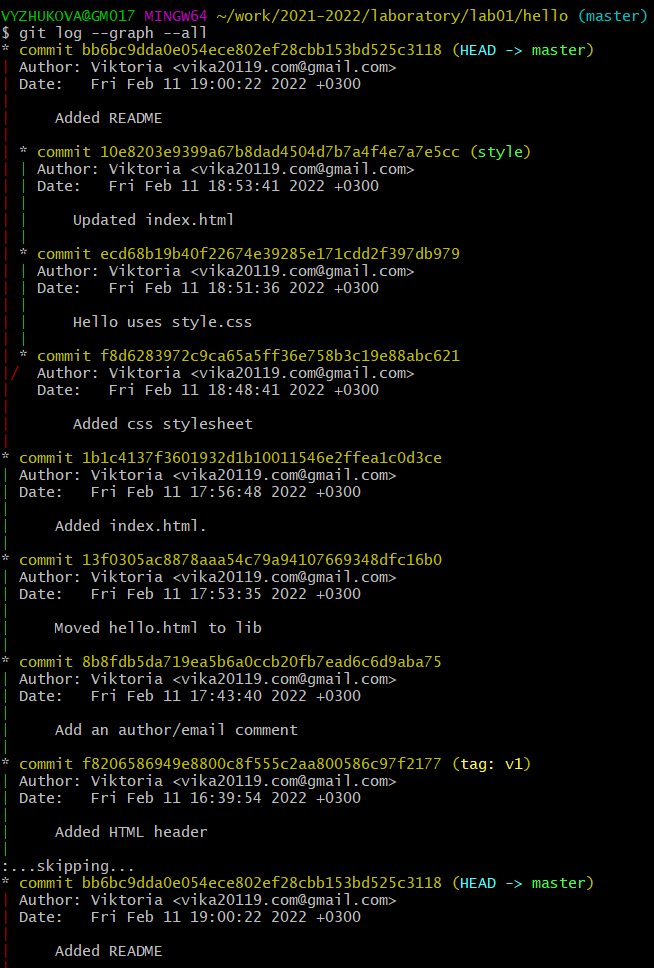 VYZHUKOVA@GM017 MINGW64 ~/work/2021-2022/laboratory/lab01/hello (master)
$ git log --graph --all
* commit bb6bc9dda0e054ece802ef28cbb153bd525c3118 (HEAD -> master)
| Author: Viktoria <vika20119.com@gmail.com>
| Date:   Fri Feb 11 19:00:22 2022 +0300
|
|     Added README
|
| * commit 10e8203e9399a67b8dad4504d7b7a4f4e7a7e5cc (style)
| | Author: Viktoria <vika20119.com@gmail.com>
| | Date:   Fri Feb 11 18:53:41 2022 +0300
| |
| |     Updated index.html
| |
| * commit ecd68b19b40f22674e39285e171cdd2f397db979
| | Author: Viktoria <vika20119.com@gmail.com>
| | Date:   Fri Feb 11 18:51:36 2022 +0300
| |
| |     Hello uses style.css
| |
| * commit f8d6283972c9ca65a5ff36e758b3c19e88abc621
|/  Author: Viktoria <vika20119.com@gmail.com>
|   Date:   Fri Feb 11 18:48:41 2022 +0300
|
|       Added css stylesheet
|
* commit 1b1c4137f3601932d1b10011546e2ffea1c0d3ce
| Author: Viktoria <vika20119.com@gmail.com>
| Date:   Fri Feb 11 17:56:48 2022 +0300
|
|     Added index.html.
|
* commit 13f0305ac8878aaa54c79a94107669348dfc16b0
| Author: Viktoria <vika20119.com@gmail.com>
| Date:   Fri Feb 11 17:53:35 2022 +0300
|
|     Moved hello.html to lib
|
* commit 8b8fdb5da719ea5b6a0ccb20fb7ead6c6d9aba75
| Author: Viktoria <vika20119.com@gmail.com>
| Date:   Fri Feb 11 17:43:40 2022 +0300
|
|     Add an author/email comment
|
* commit f8206586949e8800c8f555c2aa800586c97f2177 (tag: v1)
| Author: Viktoria <vika20119.com@gmail.com>
| Date:   Fri Feb 11 16:39:54 2022 +0300
|
|     Added HTML header
|
:...skipping...
* commit bb6bc9dda0e054ece802ef28cbb153bd525c3118 (HEAD -> master)
| Author: Viktoria <vika20119.com@gmail.com>
| Date:   Fri Feb 11 19:00:22 2022 +0300
|
|     Added README
|